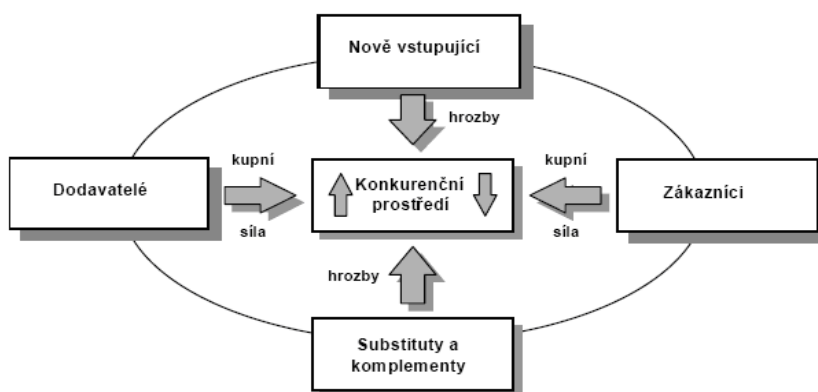 Nově vstupující
hrozby
kupní
kupní
Dodavatelé
Konkurenční
prostředí
Zákazníci
síla
síla
hrozby
Substituty a
komplementy